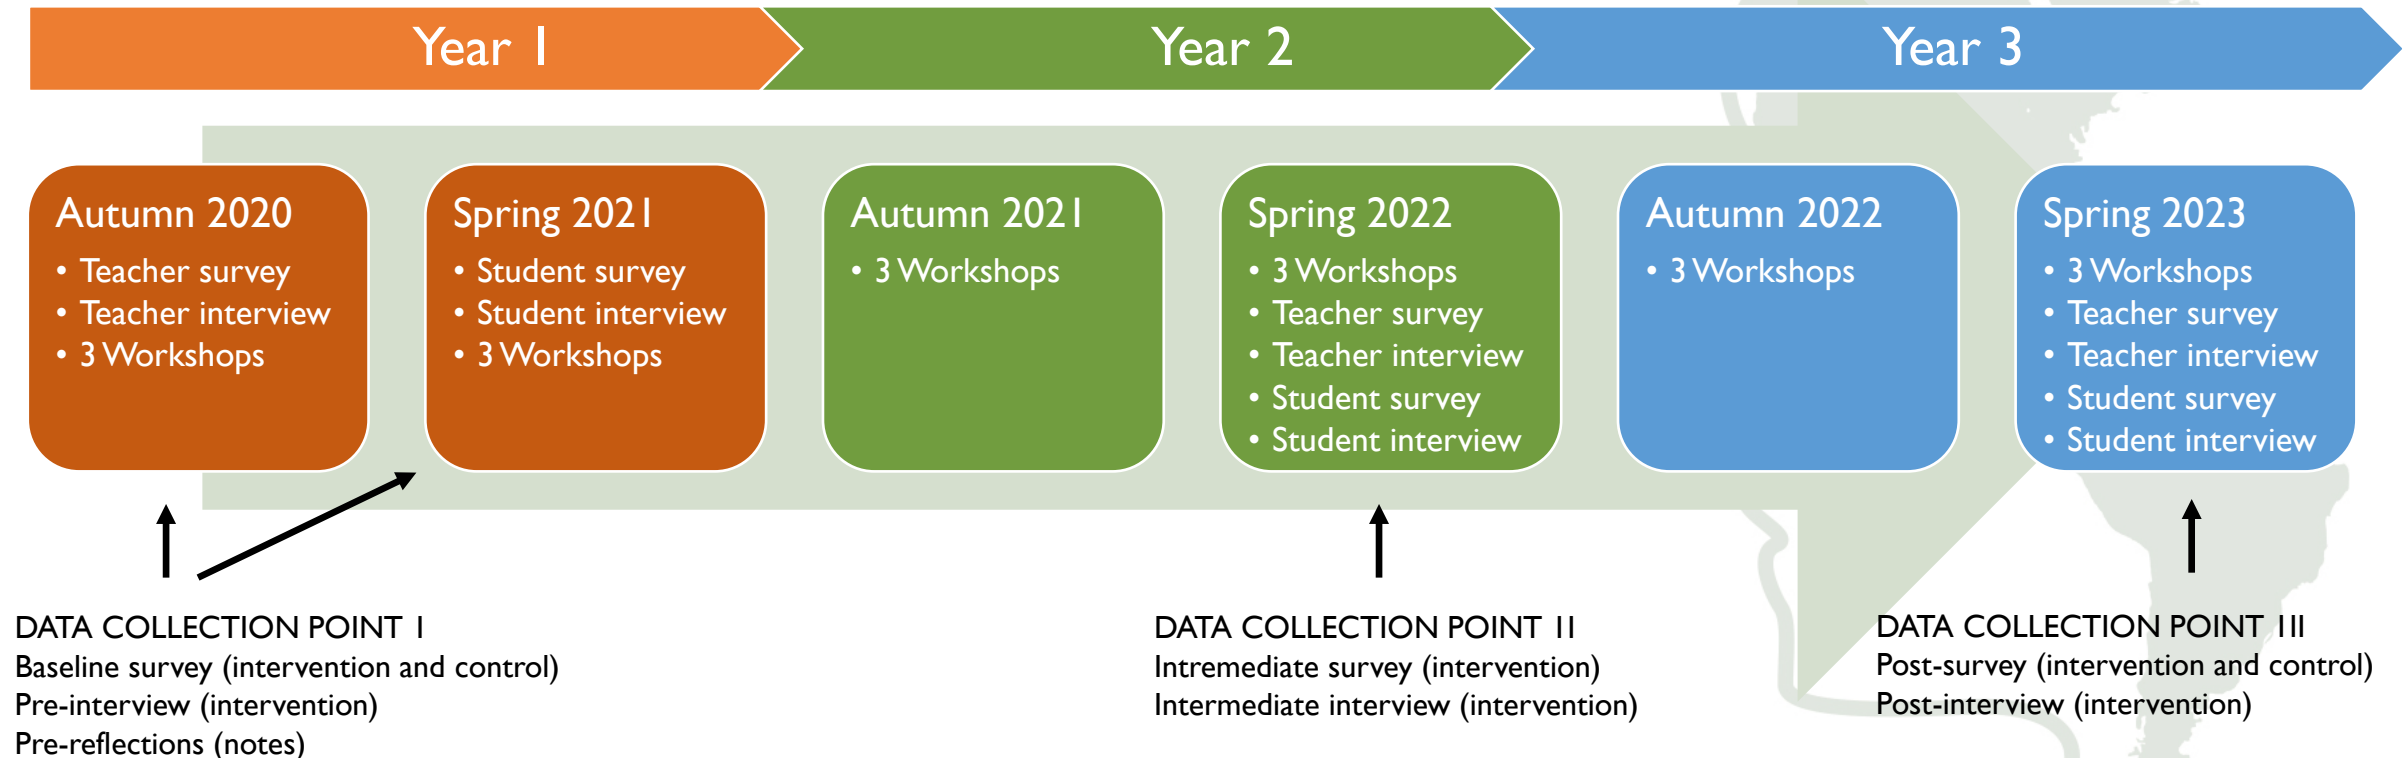 Year 1
Year 2
Year 3
Autumn 2020
• Teacher survey
• Teacher interview
• 3 Workshops
Spring 2021
• Student survey
• Student interview
• 3 Workshops
Autumn 2021
• 3 Workshops
Spring 2022
• 3 Workshops
• Teacher survey
• Teacher interview
• Student survey
• Student interview
Autumn 2022
• 3 Workshops
Spring 2023
• 3 Workshops
• Teacher survey
• Teacher interview
• Student survey
• Student interview
DATA COLLECTION POINT 1
Baseline survey (intervention and control)
Pre-interview (intervention)
Pre-reflections (notes)
DATA COLLECTION POINT 1I
Intremediate survey (intervention)
Intermediate interview (intervention)
DATA COLLECTION POINT 1II
Post-survey (intervention and control)
Post-interview (intervention)